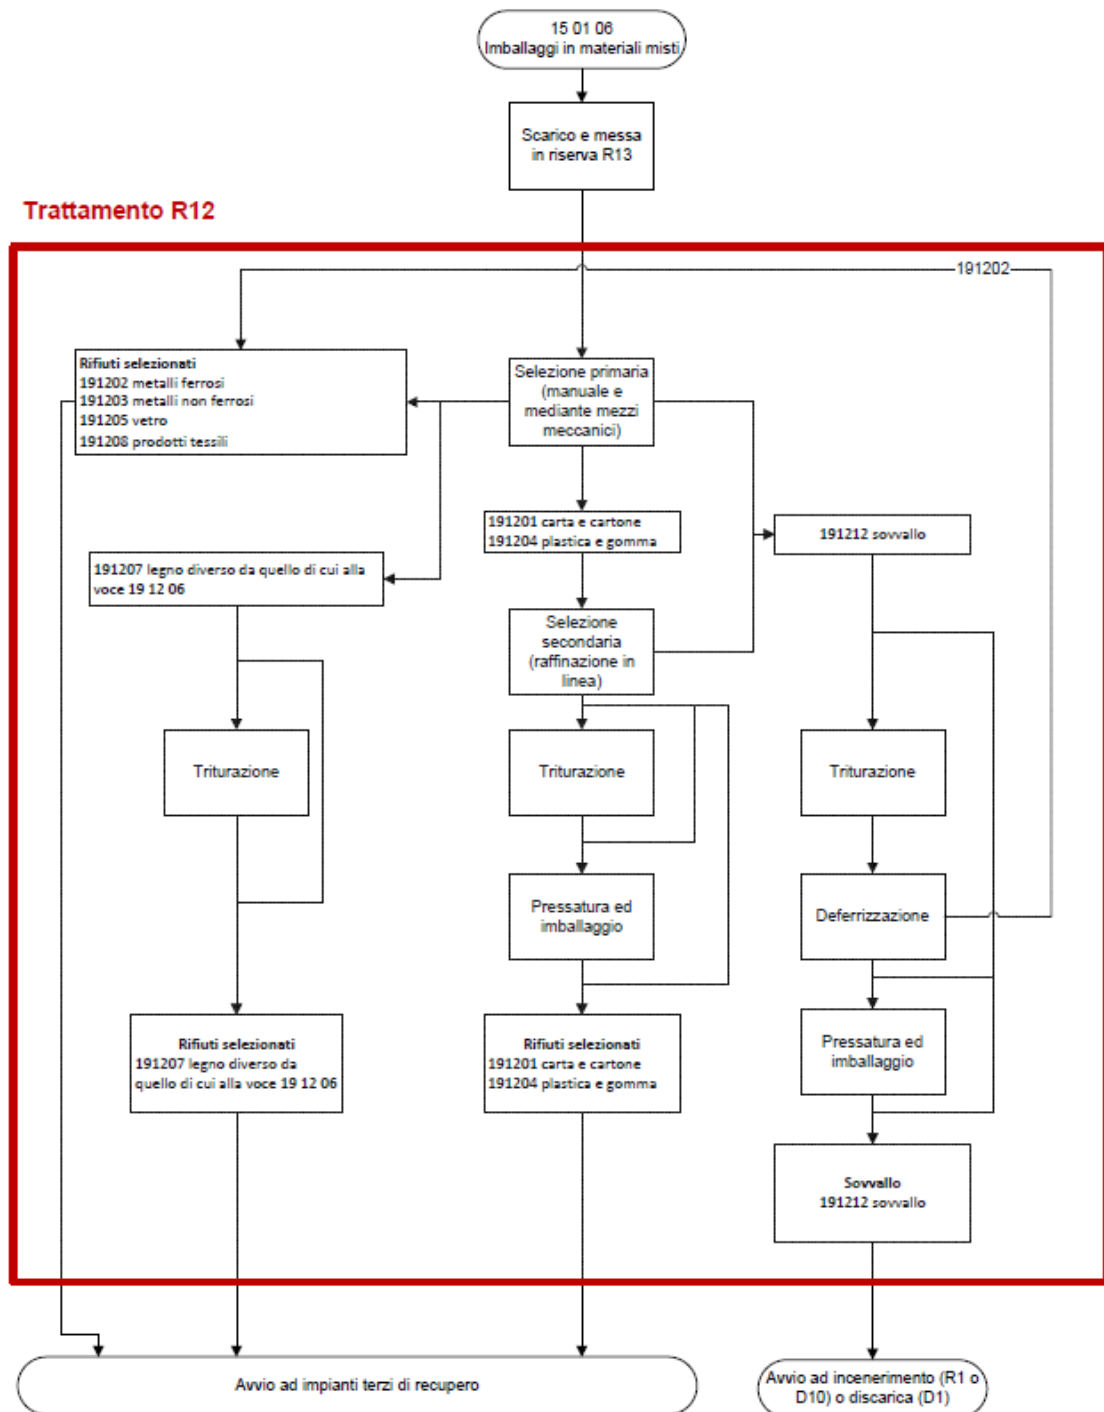 15 01 06
Imballaggi in materiali misti
Scarico e messa
in riserva R13
Trattamento R12
191202
Rifiuti selezionati
191202 metalli ferrosi
191203 metalli non ferrosi
191205 vetro
191208 prodotti tessili
Selezione primaria
(manuale e
mediante mezzi
meccanici)
191201 carta e cartone
191204 plastica e gomma
191212 sovvallo
191207 legno diverso da quello di cui alla
voce 19 12 06
Selezione
secondaria
(raffinazione in
linea)
Triturazione
Triturazione
Triturazione
Pressatura ed
imballaggio
Deferrizzazione
Rifiuti selezionati
191207 legno diverso da
quello di cui alla voce 19 12 06
Rifiuti selezionati
191201 carta e cartone
191204 plastica e gomma
Pressatura ed
imballaggio
Sovvallo
191212 sovvallo
Avvio ad impianti terzi di recupero
Avvio ad incenerimento (R1 o
D10) o discarica (D1)